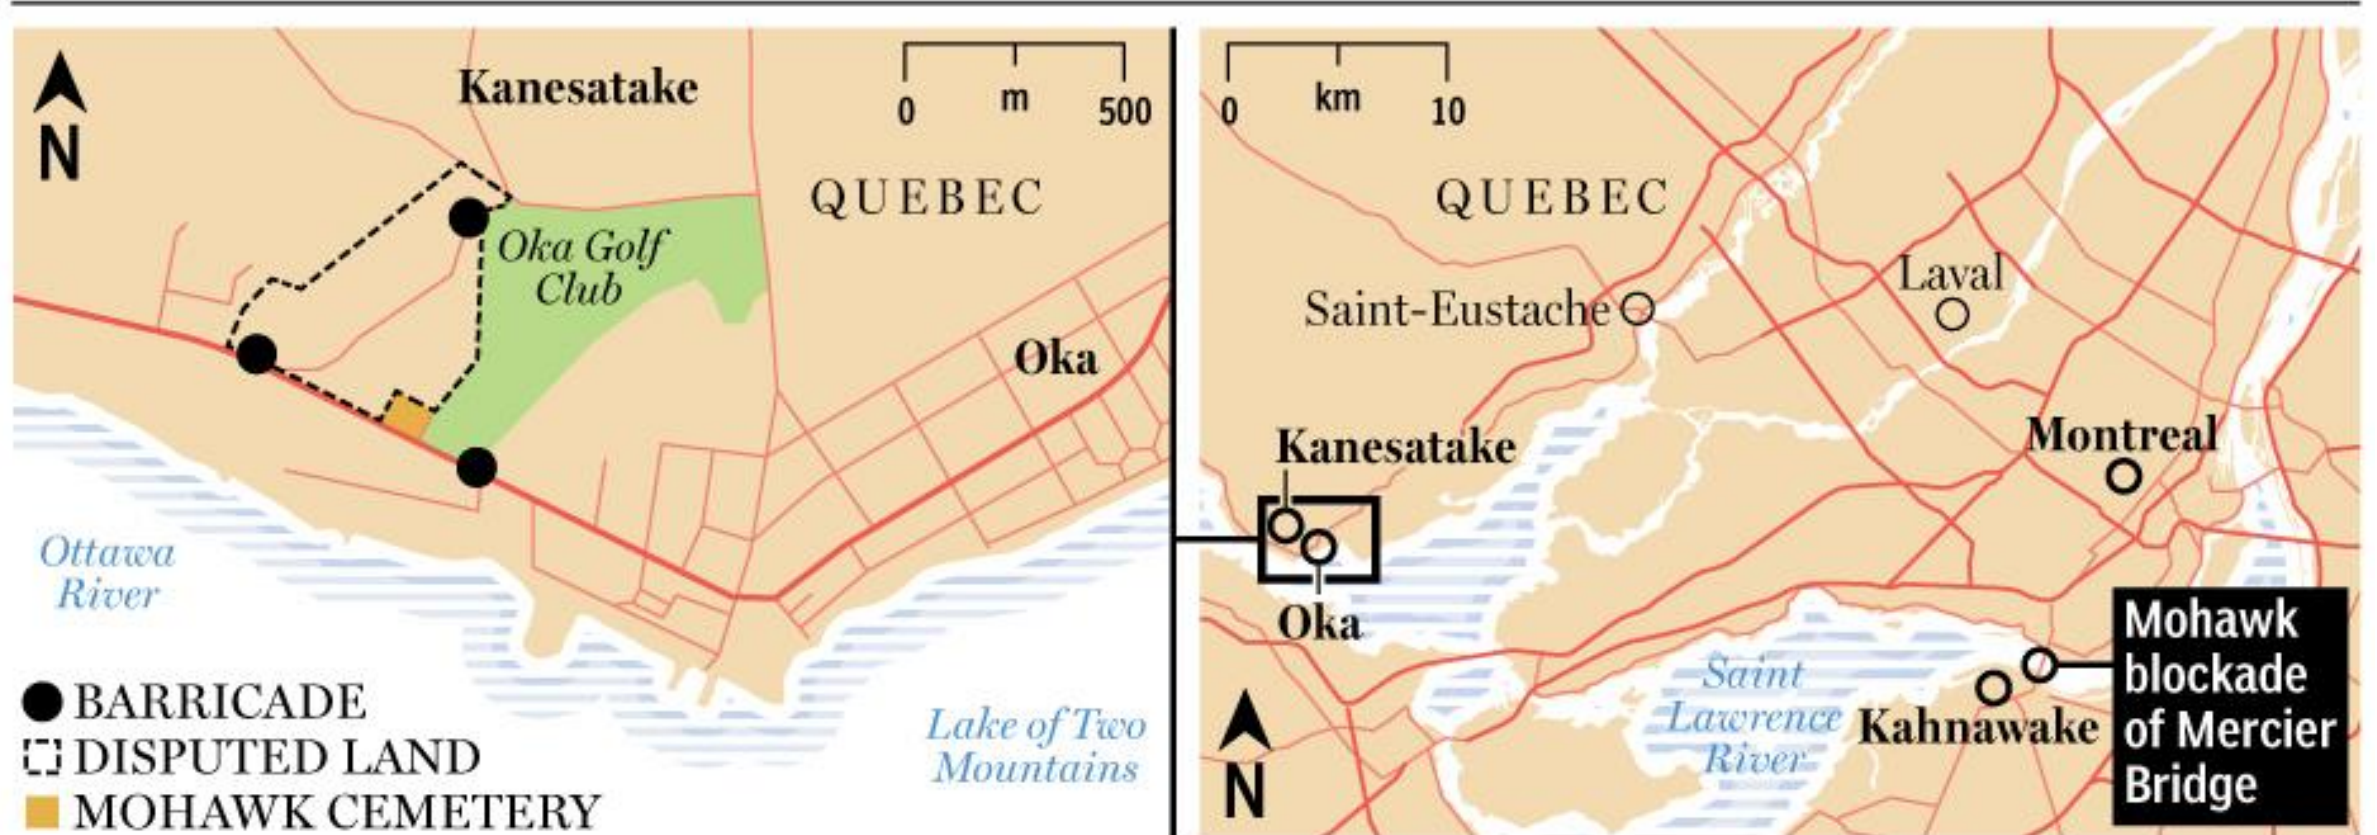 N
Kanesatake
0 m 500
QUEBEC
Oka Golf
Club
Oka
Ottawa
River
Lake of Two
Mountains
BARRICADE
DISPUTED LAND
MOHAWK CEMETERY
0 km 10
QUEBEC
Saint-Eustache
Laval
Montreal
Kanesatake
Oka
Saint
Lawrence
River
Kahnawake
Mohawk
blockade
of Mercier
Bridge
N